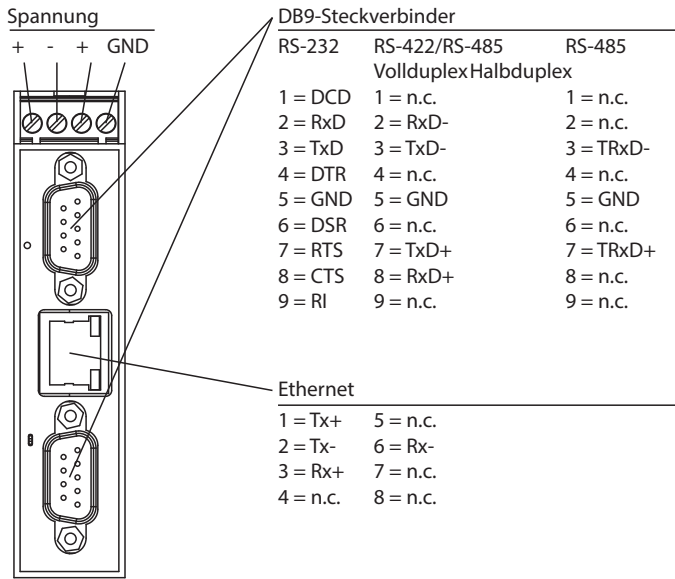 Spannung
+ - + GND
DB9-Steckverbinder
RS-232 RS-422/RS-485 RS-485
Vollduplex Halbduplex
1 = DCD 1 = n.c. 1 = n.c.
2 = RxD 2 = RxD- 2 = n.c.
3 = TxD 3 = TxD- 3 = TRxD-
4 = DTR 4 = n.c. 4 = n.c.
5 = GND 5 = GND 5 = GND
6 = DSR 6 = n.c. 6 = n.c.
7 = RTS 7 = TxD+ 7 = TRxD+
8 = CTS 8 = RxD+ 8 = n.c.
9 = RI 9 = n.c. 9 = n.c.
Ethernet
1 = Tx+ 5 = n.c.
2 = Tx- 6 = Rx-
3 = Rx+ 7 = n.c.
4 = n.c. 8 = n.c.